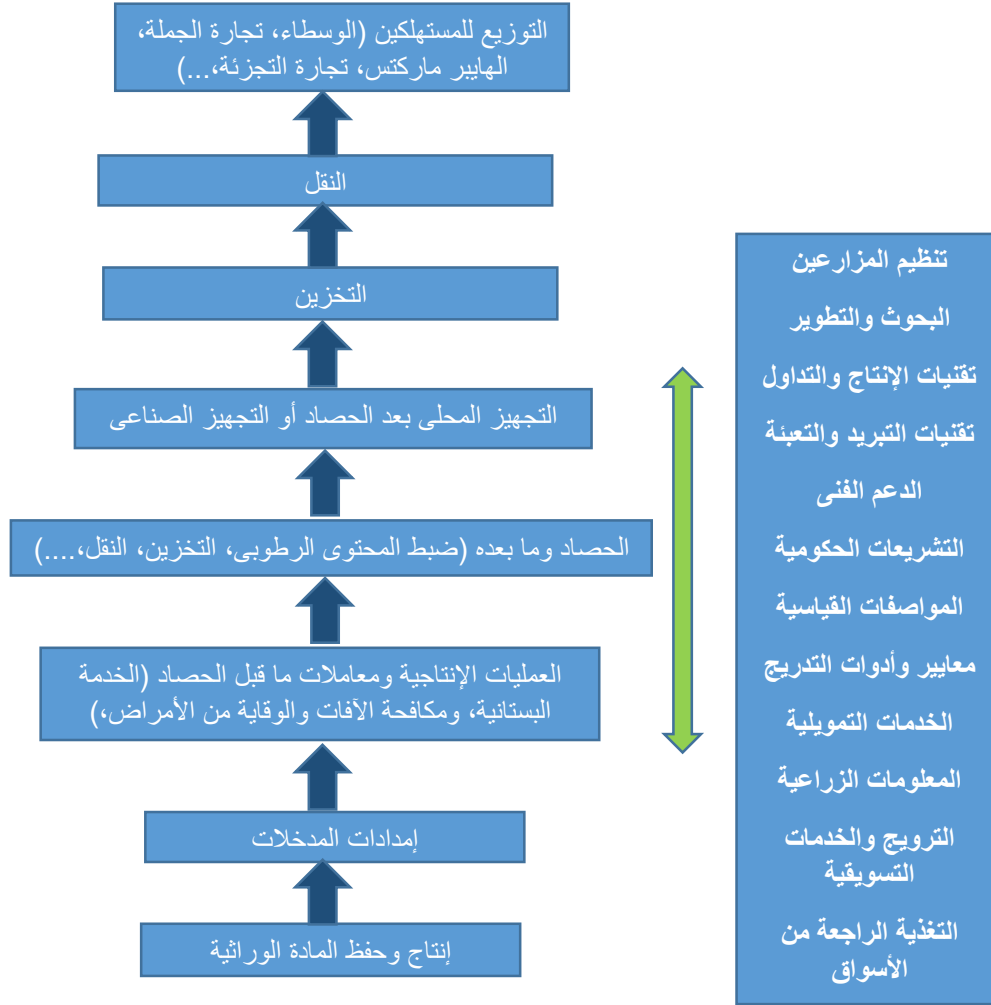 التوزيع للمستهلكين (الوسطاء، تجارة الجملة،
الهايبر ماركتس، تجارة التجزئة،...)
النقل
التخزين
التجهيز المحلى بعد الحصاد أو التجهيز الصناعى
الحصاد وما بعده (ضبط المحتوى الرطوبى، التخزين، النقل،....)
العمليات الإنتاجية ومعاملات ما قبل الحصاد (الخدمة
البستانية، ومكافحة الآفات والوقاية من الأمراض،)
إمدادات المدخلات
إنتاج وحفظ المادة الوراثية
تنظيم المزارعين
البحوث والتطوير
تقنيات الإنتاج والتداول
تقنيات التبريد والتعبئة
الدعم الفنى
التشريعات الحكومية
المواصفات القياسية
معايير وأدوات التدريج
الخدمات التمويلية
المعلومات الزراعية
الترويج والخدمات
التسويقية
التغذية الراجعة من
الأسواق